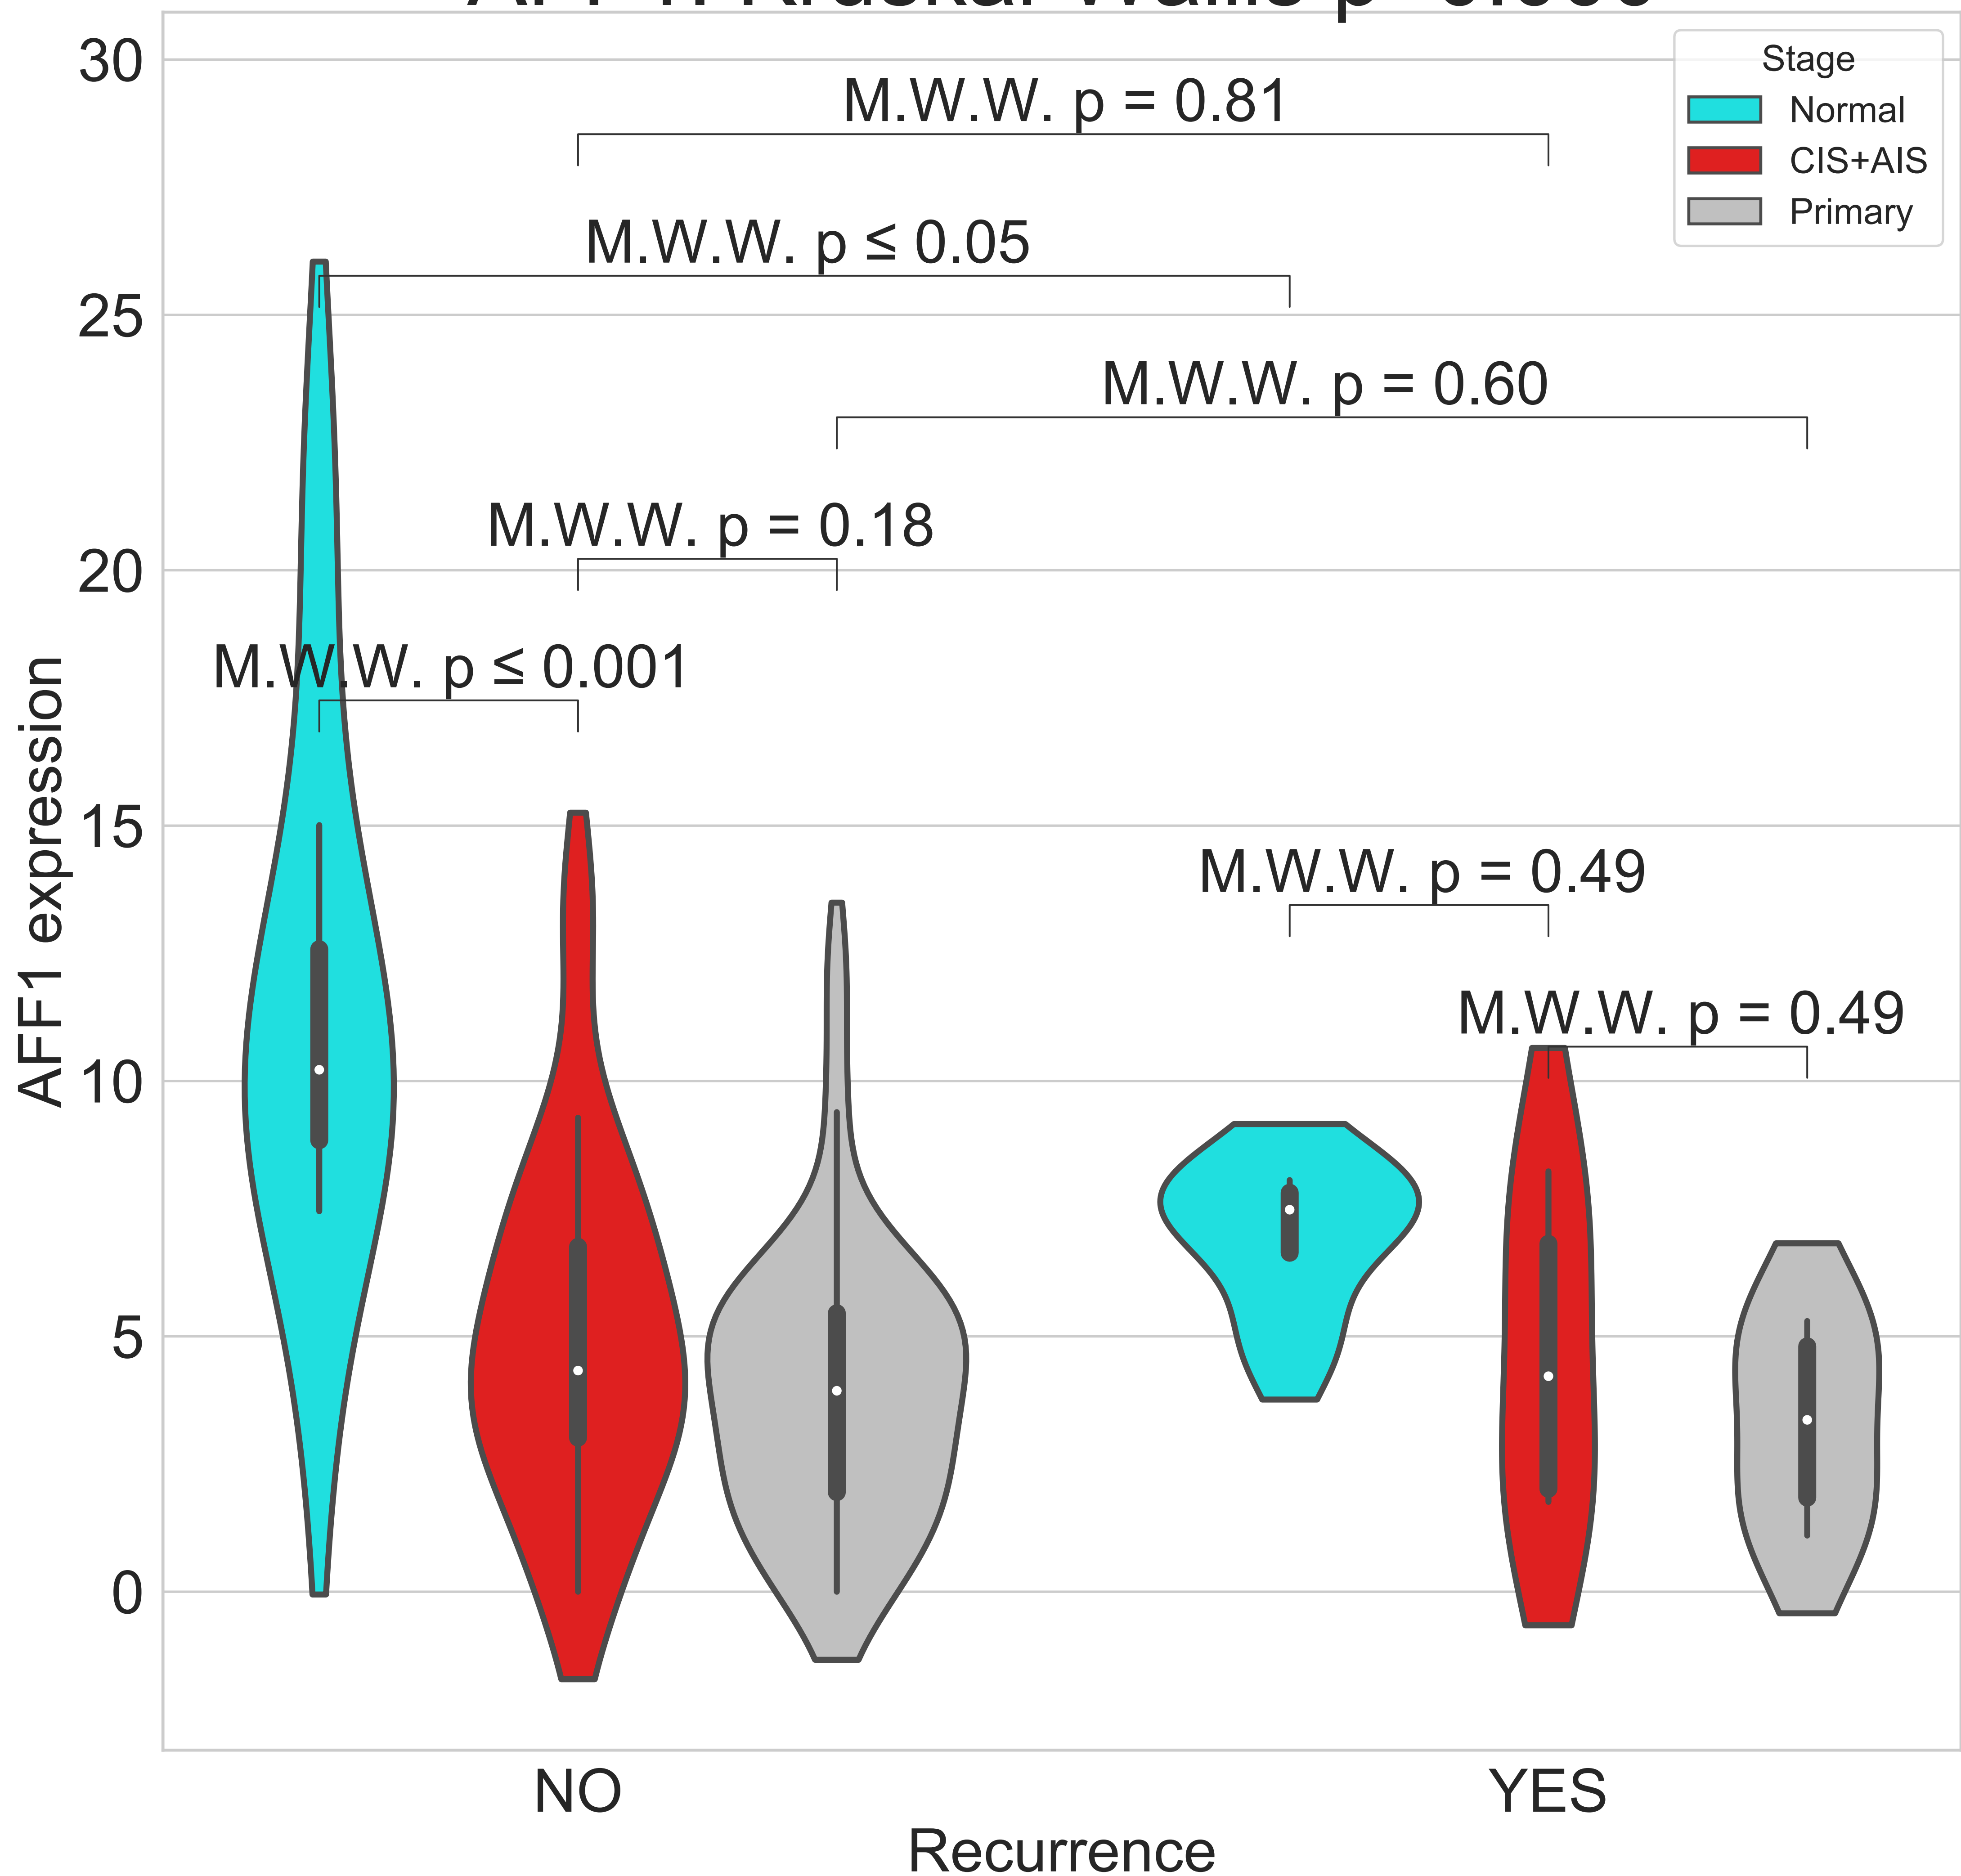 30
25
20
15
10
5
0
AFF1 expression
Stage
Normal
CIS+AIS
Primary
M.W.W. p = 0.81
M.W.W. p ≤ 0.05
M.W.W. p = 0.60
M.W.W. p = 0.18
M.W.W. p ≤ 0.001
M.W.W. p = 0.49
M.W.W. p = 0.49
NO
YES
Recurrence